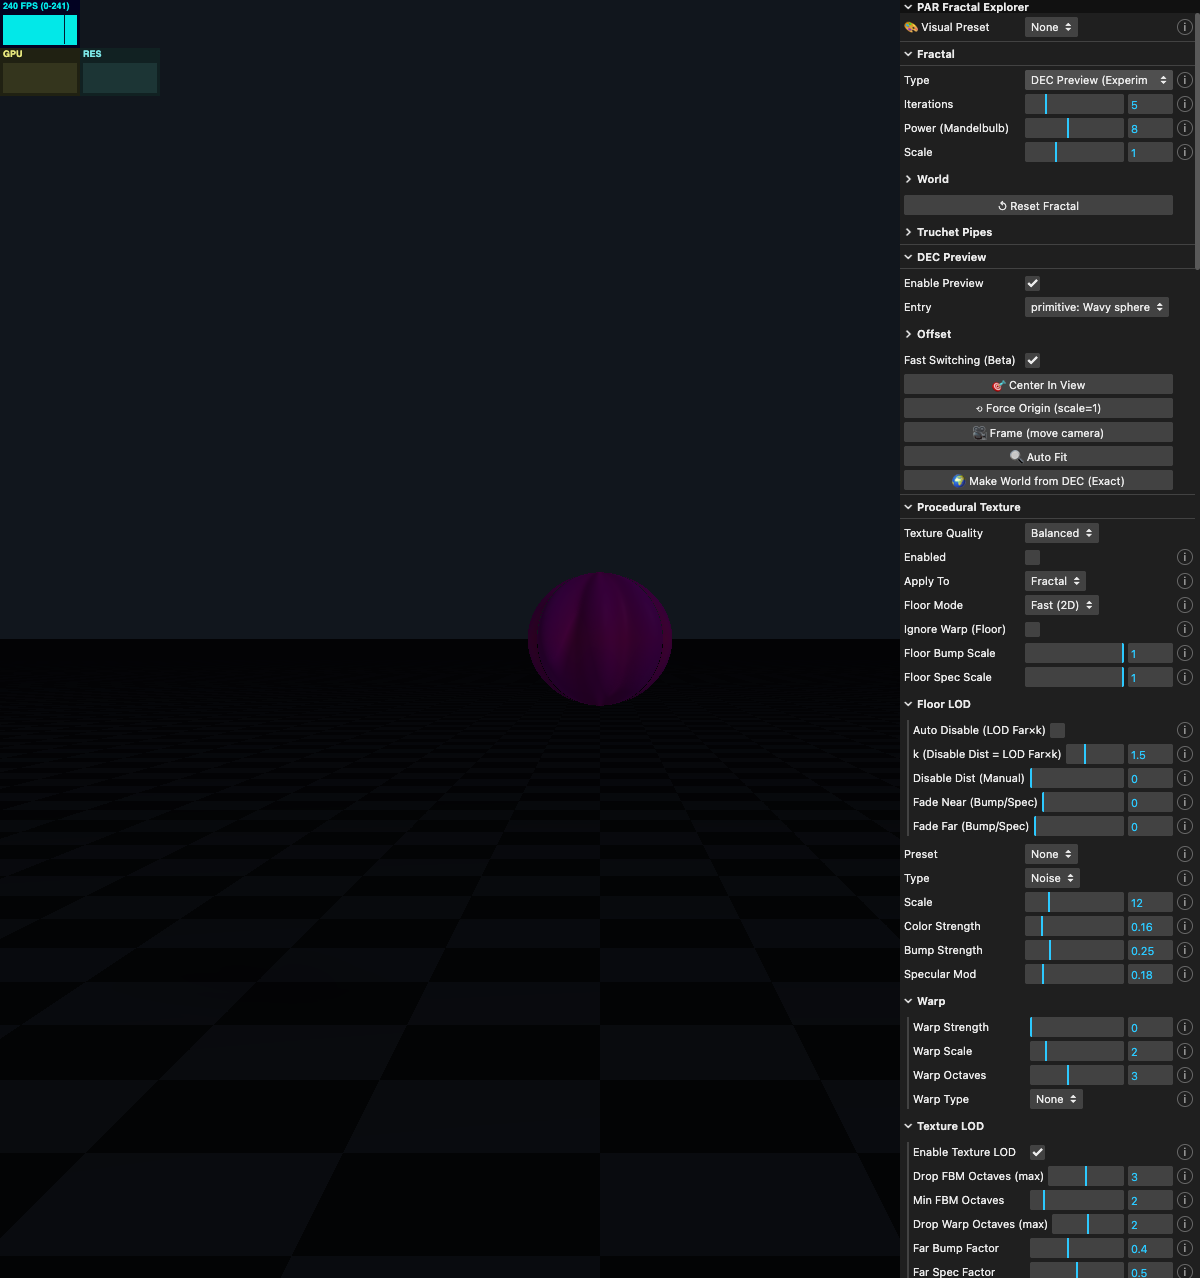 240 FPS (0-241)
GPU
RES
PAR Fractal Explorer
Visual Preset None
Fractal
Type DEC Preview (Experim
Iterations 5
Power (Mandelbulb) 8
Scale 1
World
Reset Fractal
Truchet Pipes
DEC Preview
Enable Preview
Entry primitive: Wavy sphere
Offset
Fast Switching (Beta)
Center In View
Force Origin (scale=1)
Frame (move camera)
Auto Fit
Make World from DEC (Exact)
Procedural Texture
Texture Quality Balanced
Enabled
Apply To Fractal
Floor Mode Fast (2D)
Ignore Warp (Floor)
Floor Bump Scale 1
Floor Spec Scale 1
Floor LOD
Auto Disable (LOD Far×k)
k (Disable Dist = LOD Far×k) 1.5
Disable Dist (Manual) 0
Fade Near (Bump/Spec) 0
Fade Far (Bump/Spec) 0
Preset None
Type Noise
Scale 12
Color Strength 0.16
Bump Strength 0.25
Specular Mod 0.18
Warp
Warp Strength 0
Warp Scale 2
Warp Octaves 3
Warp Type None
Texture LOD
Enable Texture LOD
Drop FBM Octaves (max) 3
Min FBM Octaves 2
Drop Warp Octaves (max) 2
Far Bump Factor 0.4
Far Spec Factor 0.5